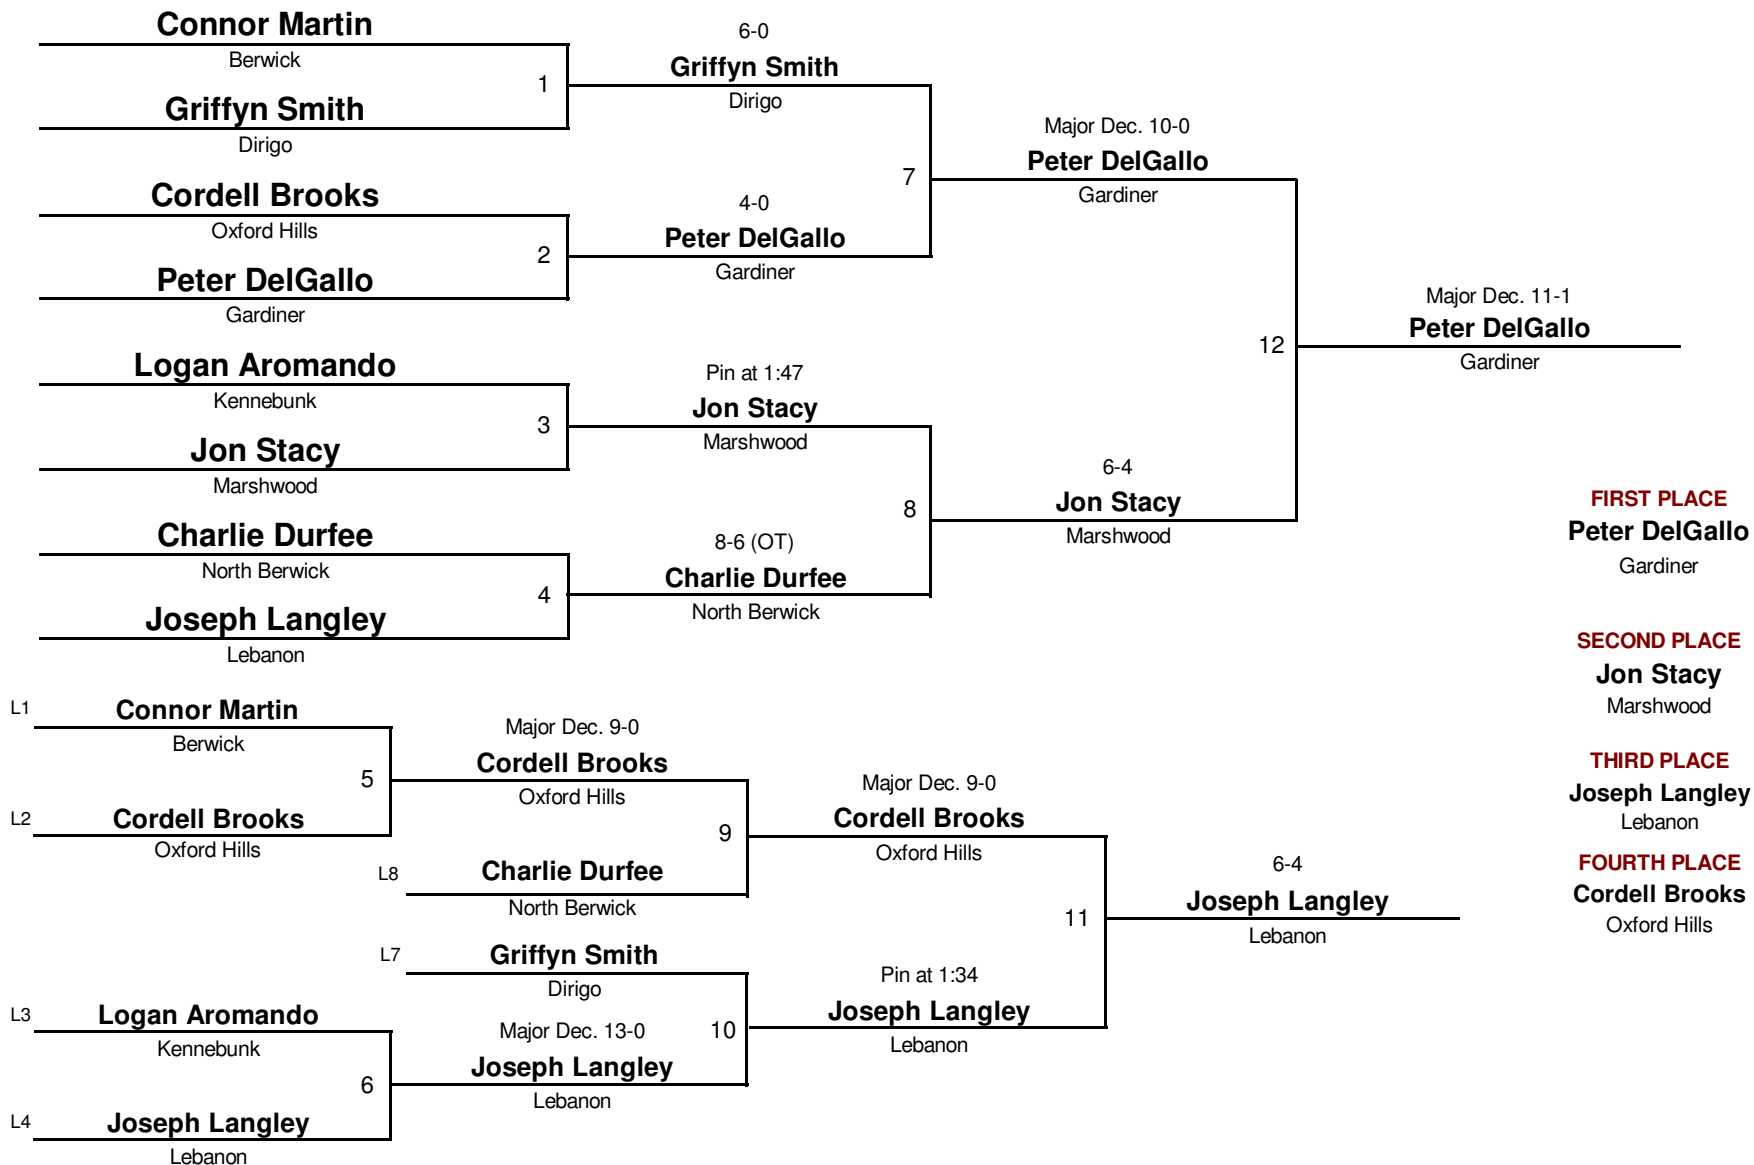 Connor Martin
Berwick
1
Griffyn Smith
Dirigo
6-0
Griffyn Smith
Dirigo
Cordell Brooks
Oxford Hills
2
Peter DelGallo
Gardiner
4-0
Peter DelGallo
Gardiner
7
Major Dec. 10-0
Peter DelGallo
Gardiner
Logan Aromando
Kennebunk
3
Jon Stacy
Marshwood
Pin at 1:47
Jon Stacy
Marshwood
Charlie Durfee
North Berwick
4
Joseph Langley
Lebanon
8-6 (OT)
Charlie Durfee
North Berwick
8
6-4
Jon Stacy
Marshwood
12
Major Dec. 11-1
Peter DelGallo
Gardiner
FIRST PLACE
Peter DelGallo
Gardiner
SECOND PLACE
Jon Stacy
Marshwood
THIRD PLACE
Joseph Langley
Lebanon
FOURTH PLACE
Cordell Brooks
Oxford Hills
L1
Connor Martin
Berwick
5
L2
Cordell Brooks
Oxford Hills
Major Dec. 9-0
Cordell Brooks
Oxford Hills
9
L8
Charlie Durfee
North Berwick
Major Dec. 9-0
Cordell Brooks
Oxford Hills
L7
Griffyn Smith
Dirigo
L3
Logan Aromando
Kennebunk
6
L4
Joseph Langley
Lebanon
Major Dec. 13-0
Joseph Langley
Lebanon
10
Pin at 1:34
Joseph Langley
Lebanon
11
6-4
Joseph Langley
Lebanon